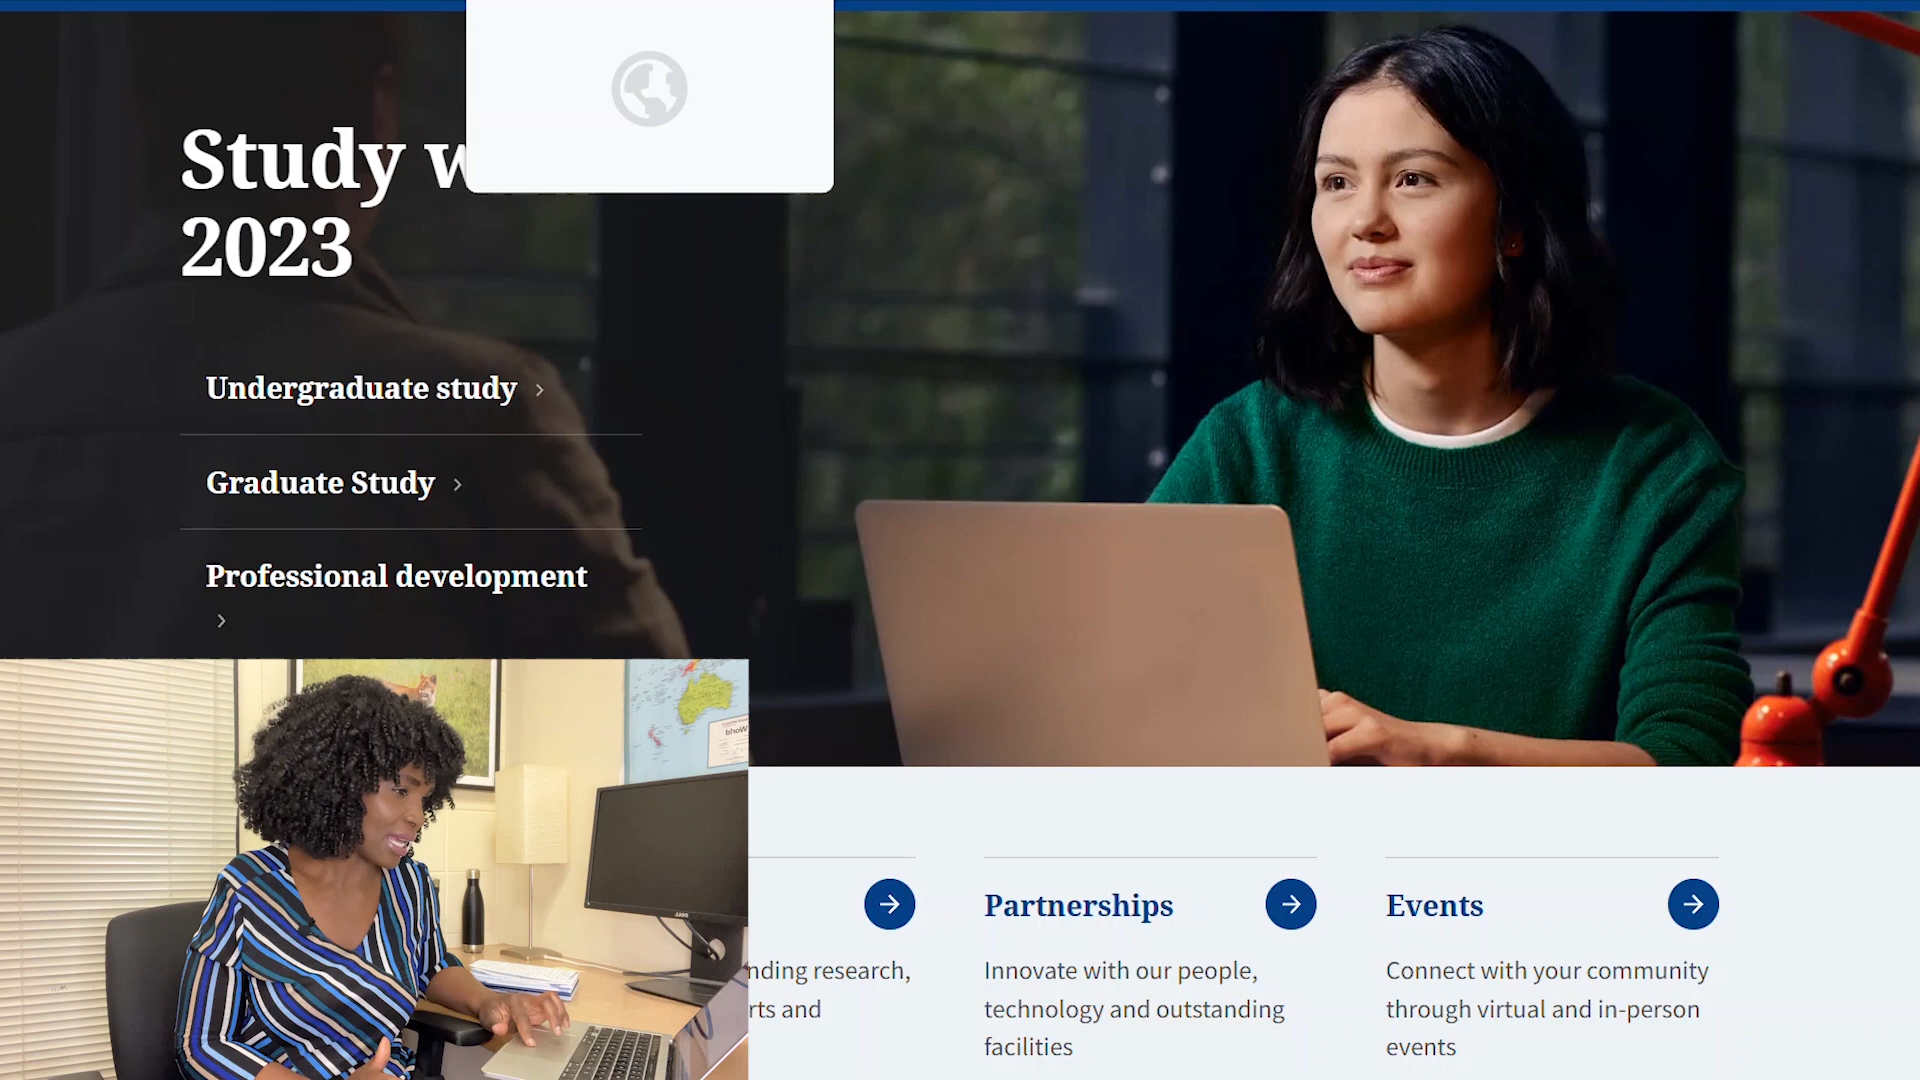 Study w
2023
Undergraduate study
Graduate Study
Professional development
Partnerships
Events
nding research,
rts and
Innovate with our people,
technology and outstanding
facilities
Connect with your community
through virtual and in-person
events